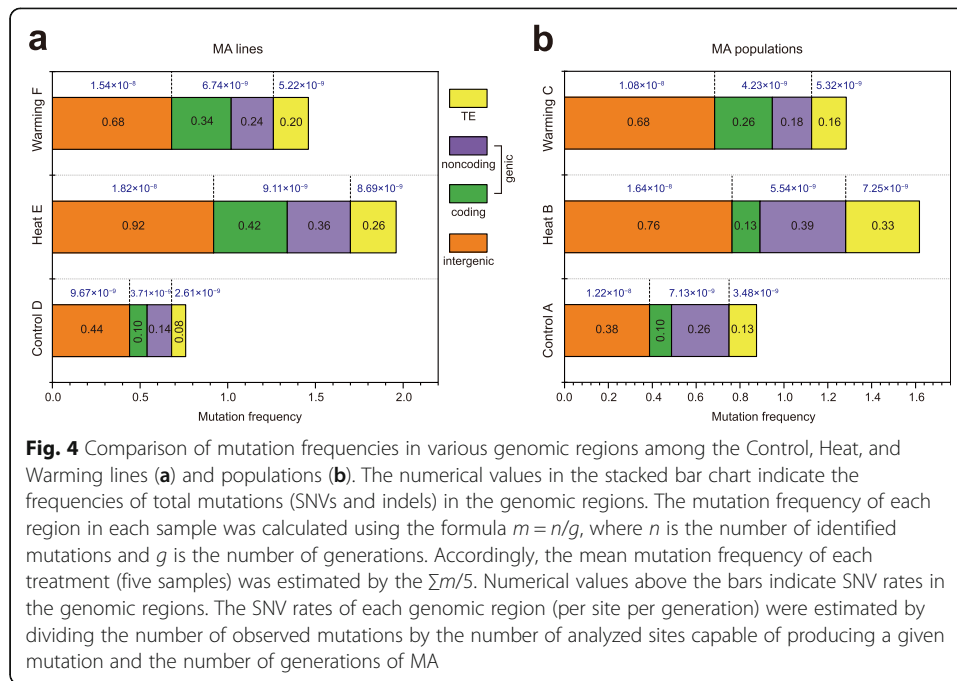 a
MA lines
Warming F
1.54×10⁻⁸ 6.74×10⁻⁹ 5.22×10⁻⁹
0.68 0.34 0.24 0.20
Heat E
1.82×10⁻⁸ 9.11×10⁻⁹ 8.69×10⁻⁹
0.92 0.42 0.36 0.26
Control D
9.67×10⁻⁹ 3.71×10⁻⁹ 2.61×10⁻⁹
0.44 0.10 0.14 0.08
0.0 0.5 1.0 1.5 2.0
Mutation frequency
TE
noncoding
coding
genic
intergenic
b
MA populations
Warming C
1.08×10⁻⁸ 4.23×10⁻⁹ 5.32×10⁻⁹
0.68 0.26 0.18 0.16
Heat B
1.64×10⁻⁸ 5.54×10⁻⁹ 7.25×10⁻⁹
0.76 0.13 0.39 0.33
Control A
1.22×10⁻⁸ 7.13×10⁻⁹ 3.48×10⁻⁹
0.38 0.10 0.26 0.13
0.0 0.2 0.4 0.6 0.8 1.0 1.2 1.4 1.6
Mutation frequency
Fig. 4 Comparison of mutation frequencies in various genomic regions among the Control, Heat, and
Warming lines (a) and populations (b). The numerical values in the stacked bar chart indicate the
frequencies of total mutations (SNVs and indels) in the genomic regions. The mutation frequency of each
region in each sample was calculated using the formula m = n/g, where n is the number of identified
mutations and g is the number of generations. Accordingly, the mean mutation frequency of each
treatment (five samples) was estimated by the ∑m/5. Numerical values above the bars indicate SNV rates in
the genomic regions. The SNV rates of each genomic region (per site per generation) were estimated by
dividing the number of observed mutations by the number of analyzed sites capable of producing a given
mutation and the number of generations of MA